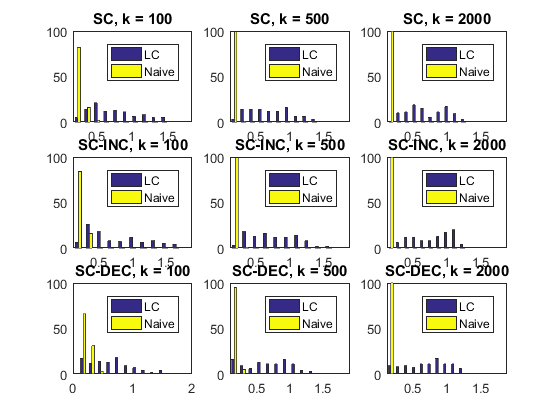 SC, k = 100
SC, k = 500
SC, k = 2000
100
50
0
LC
Naive
0.5
1
1.5
100
50
0
LC
Naive
0.5
1
1.5
100
50
0
LC
Naive
0.5
1
1.5
SC-INC, k = 100
SC-INC, k = 500
SC-INC, k = 2000
100
50
0
LC
Naive
0.5
1
1.5
100
50
0
LC
Naive
0.5
1
1.5
100
50
0
LC
Naive
0.5
1
1.5
SC-DEC, k = 100
SC-DEC, k = 500
SC-DEC, k = 2000
100
50
0
LC
Naive
0
1
2
100
50
0
LC
Naive
0.5
1
1.5
100
50
0
LC
Naive
0.5
1
1.5